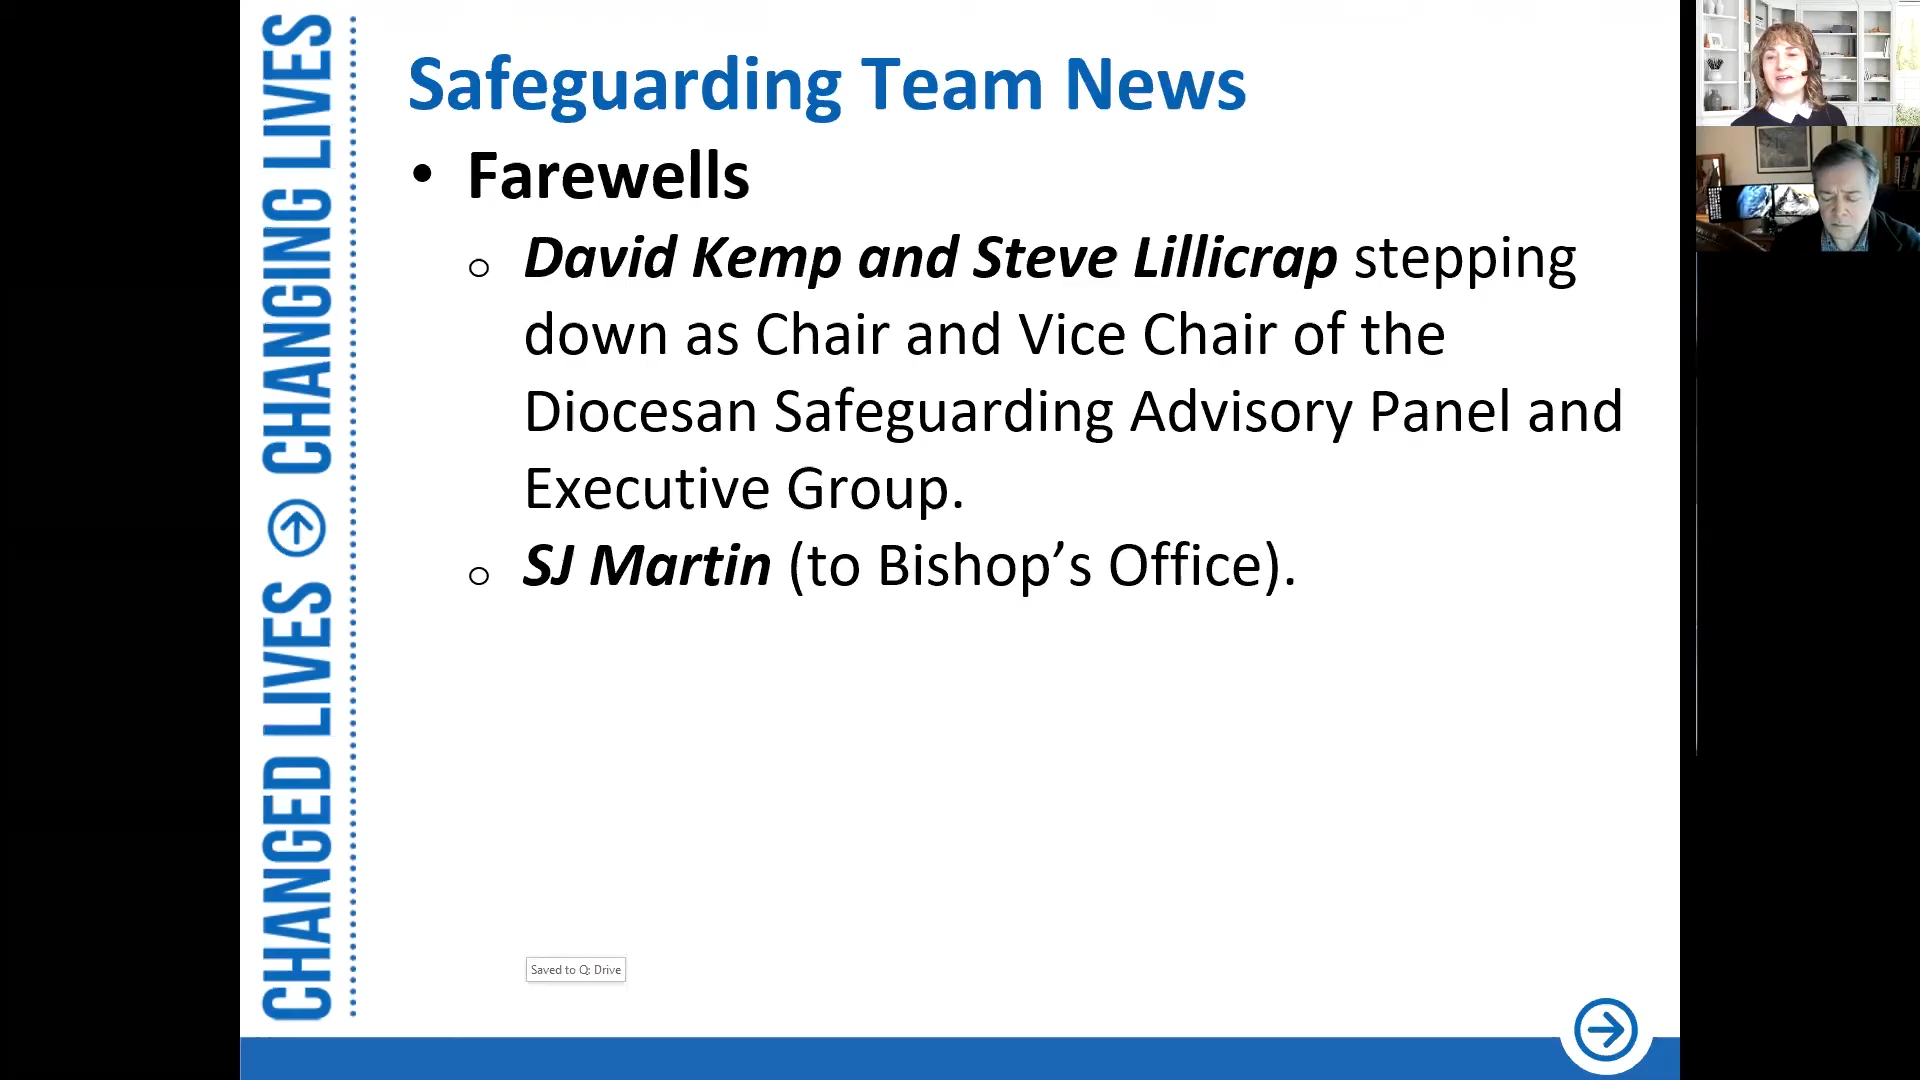 CHANGED LIVES → CHANGING LIVES
Safeguarding Team News
• Farewells
o David Kemp and Steve Lillicrap stepping
down as Chair and Vice Chair of the
Diocesan Safeguarding Advisory Panel and
Executive Group.
o SJ Martin (to Bishop’s Office).
Saved to Q: Drive